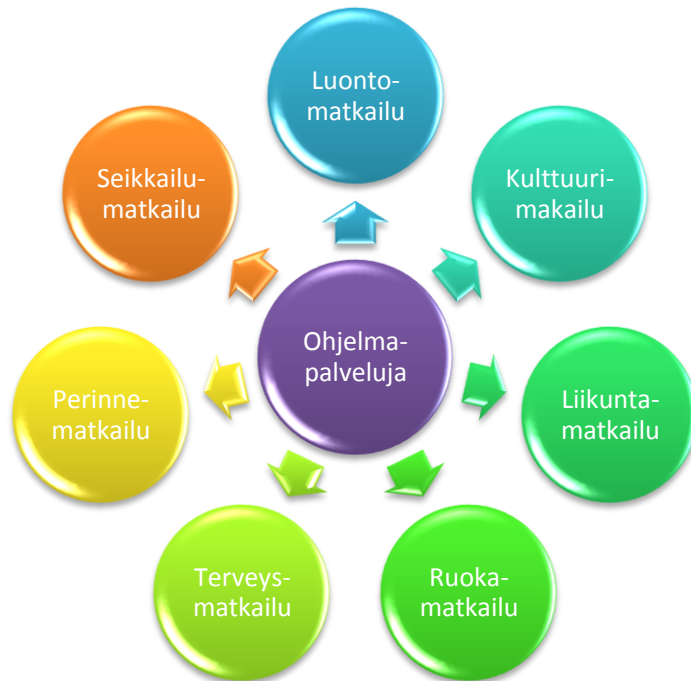 Luonto-
matkailu
Kulttuuri-
makailu
Liikunta-
matkailu
Ruoka-
matkailu
Terveys-
matkailu
Perinne-
matkailu
Seikkailu-
matkailu
Ohjelma-
palveluja